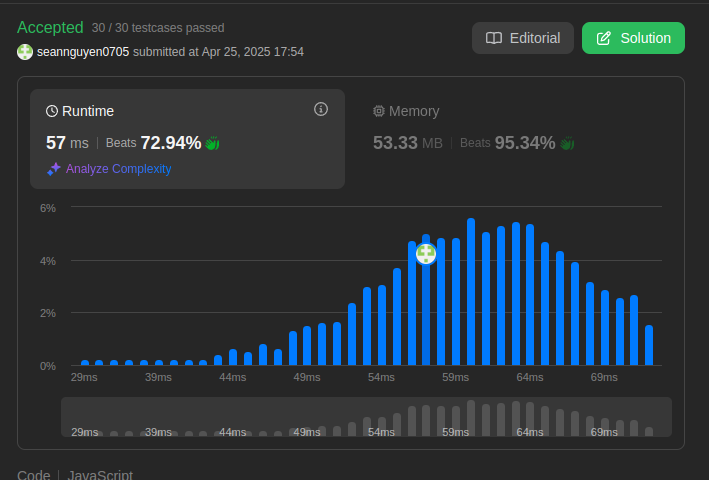 Accepted 30 / 30 testcases passed
seannguyen0705 submitted at Apr 25, 2025 17:54
Editorial
Solution
Runtime
57 ms | Beats 72.94%
Analyze Complexity
Memory
53.33 MB | Beats 95.34%
6%
4%
2%
0%
29ms 39ms 44ms 49ms 54ms 59ms 64ms 69ms
29ms 39ms 44ms 49ms 54ms 59ms 64ms 69ms
Code | JavaScript